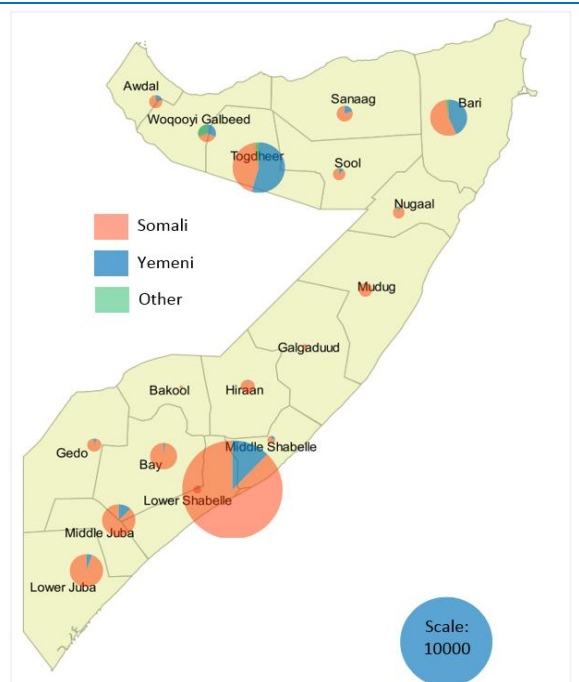 Awdal
Sanaag
Bari
Woqooyi Galbeed
Togdheer
Sool
Nugaal
Somali
Yemeni
Other
Mudug
Galgaduud
Bakool
Hiraan
Middle Shabelle
Gedo
Bay
Lower Shabelle
Middle Juba
Lower Juba
Scale:
10000